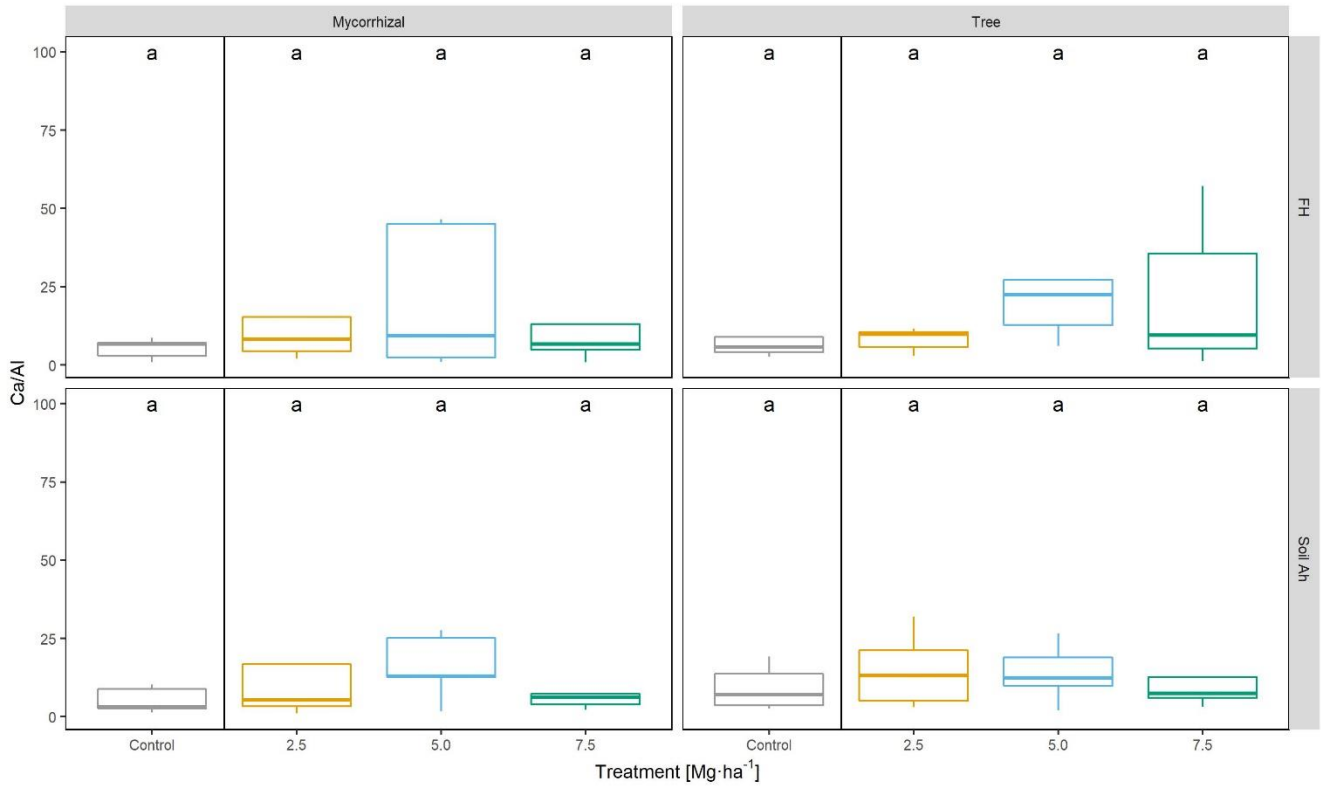 Mycorrhizal Tree
100 a a a a a a a a
75
50
25
0
FH
Ca/Al
100 a a a a a a a a
75
50
25
0
Soil Ah
Control 2.5 5.0 7.5 Control 2.5 5.0 7.5
Treatment [Mg·ha⁻¹]